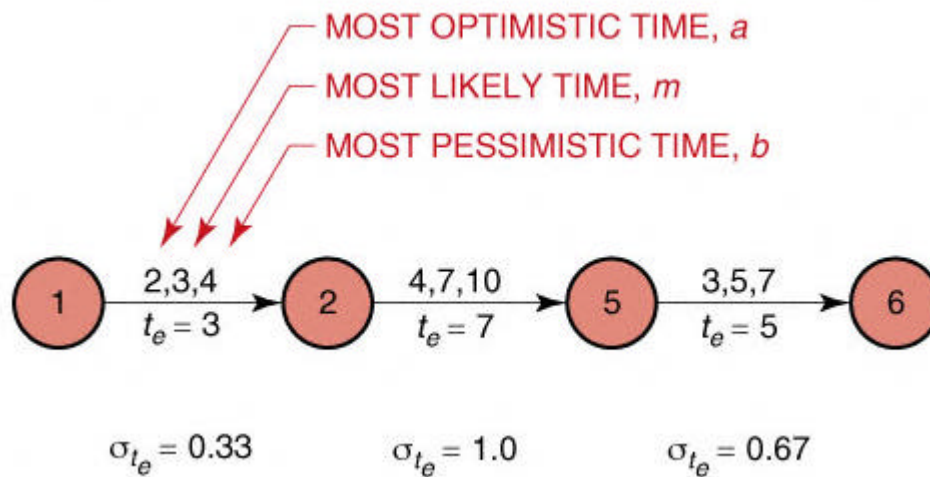 MOST OPTIMISTIC TIME, a
MOST LIKELY TIME, m
MOST PESSIMISTIC TIME, b
1 2,3,4 2 4,7,10 5 3,5,7 6
tₑ = 3 tₑ = 7 tₑ = 5
σₜₑ = 0.33 σₜₑ = 1.0 σₜₑ = 0.67